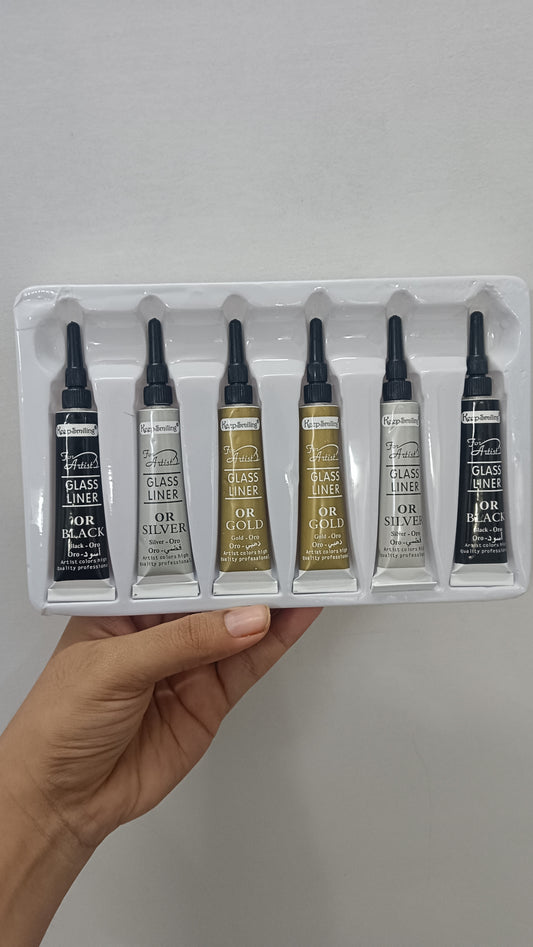 Keep Smiling
For
Artist
GLASS
LINER
OR
BLACK
Black - Oro
Oro - أسود
Artist colors high
quality professional
Keep Smiling
For
Artist
GLASS
LINER
OR
SILVER
Silver - Oro
Oro - فضي
Artist colors high
quality professional
Keep Smiling
For
Artist
GLASS
LINER
OR
GOLD
Gold - Oro
Oro - ذهبي
Artist colors high
quality professional
Keep Smiling
For
Artist
GLASS
LINER
OR
GOLD
Gold - Oro
Oro - ذهبي
Artist colors high
quality professional
Keep Smiling
For
Artist
GLASS
LINER
OR
SILVER
Silver - Oro
Oro - فضي
Artist colors high
quality professional
Keep Smiling
For
Artist
GLASS
LINER
OR
BLACK
Black - Oro
Oro - أسود
Artist colors high
quality professional